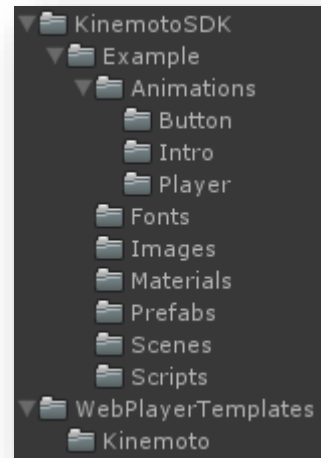 KinemotoSDK
Example
Animations
Button
Intro
Player
Fonts
Images
Materials
Prefabs
Scenes
Scripts
WebPlayerTemplates
Kinemoto